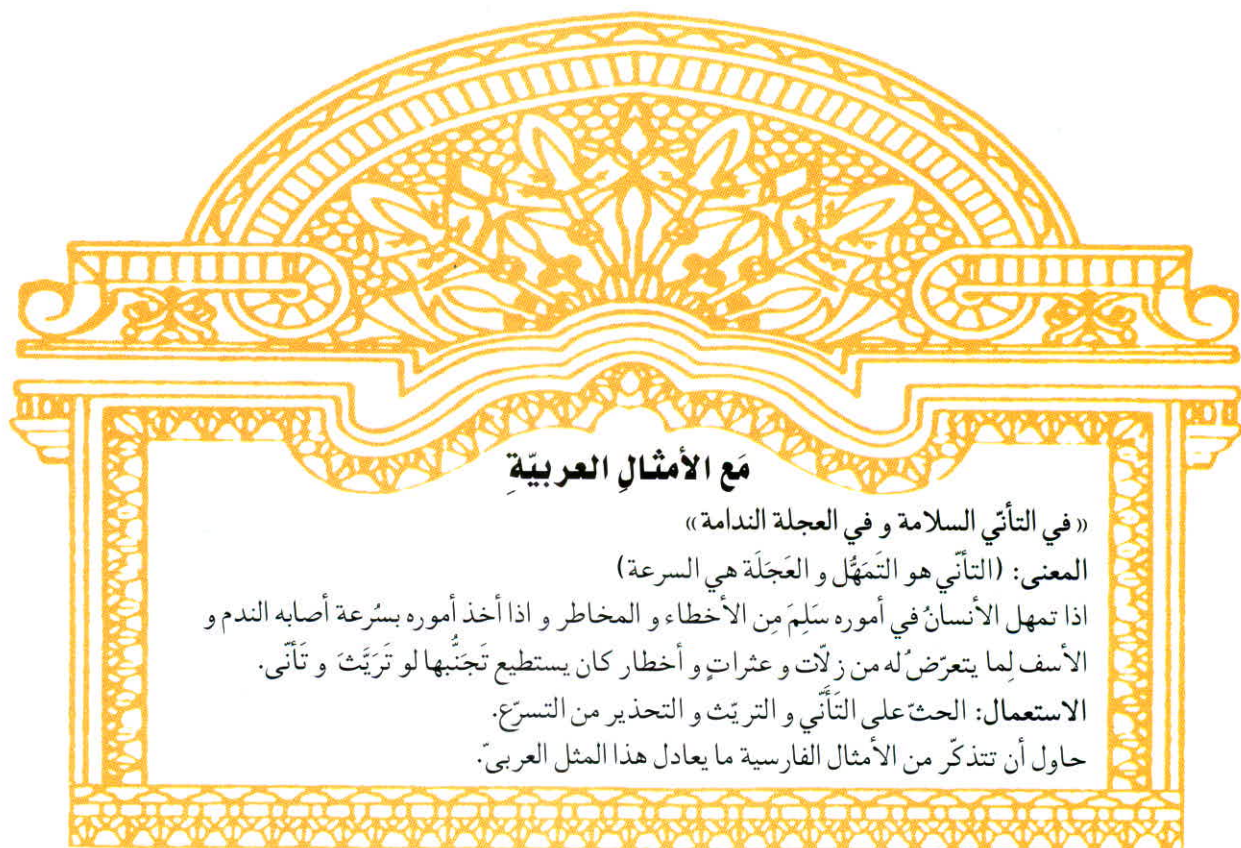 مَع الأمثالِ العربيّةِ
« في التأنّي السلامة و في العجلة الندامة»
المعنى: (التأنّي هو التَمَهُّل و العَجَلَة هي السرعة)
اذا تمهل الأنسانُ في أموره سَلِمَ مِن الأخطاء و المخاطر و اذا أخذ أموره بسُرعة أصابه الندم و
الأسف لِما يتعرّضُ له من زلّات و عثراتٍ و أخطار كان يستطيع تَجَنُّبها لو تَرَيَّثَ و تَأنّى.
الاستعمال: الحثّ على التَأَنّي و التريّث و التحذير من التسرّع.
حاول أن تتذكّر من الأمثال الفارسية ما يعادل هذا المثل العربيّ.